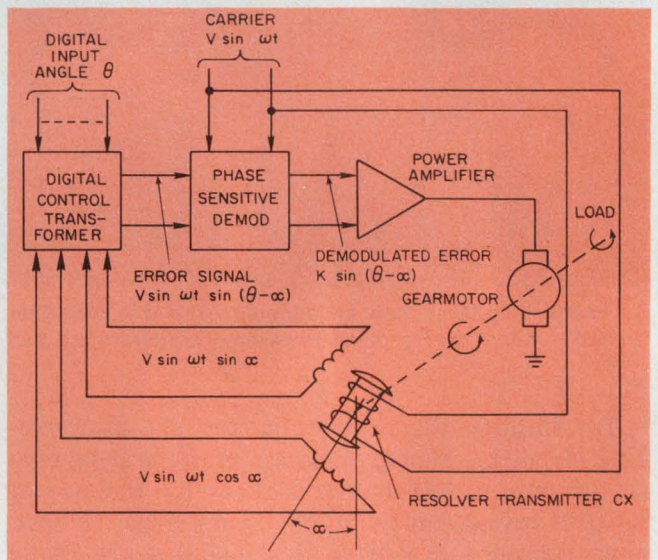 CARRIER
V sin ωt
DIGITAL
INPUT
ANGLE θ
DIGITAL
CONTROL
TRANS-
FORMER
PHASE
SENSITIVE
DEMOD
POWER
AMPLIFIER
LOAD
ERROR SIGNAL
V sin ωt sin (θ-α)
DEMODULATED ERROR
K sin (θ-α)
GEARMOTOR
V sin ωt sin α
V sin ωt cos α
RESOLVER TRANSMITTER CX
α